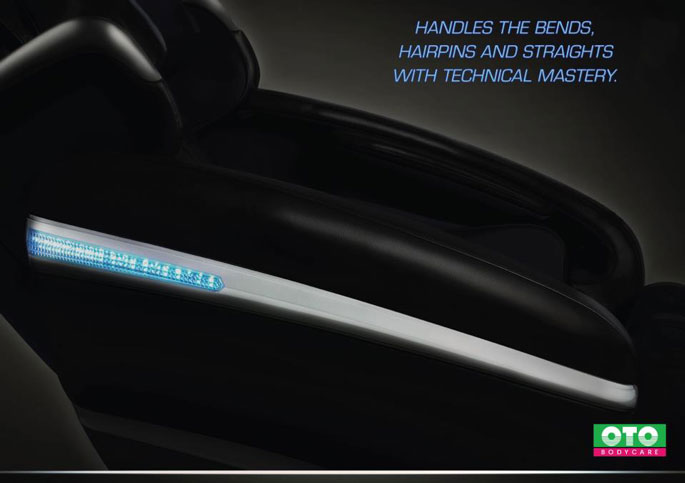 HANDLES THE BENDS,
HAIRPINS AND STRAIGHTS
WITH TECHNICAL MASTERY.
OTO
BODYCARE